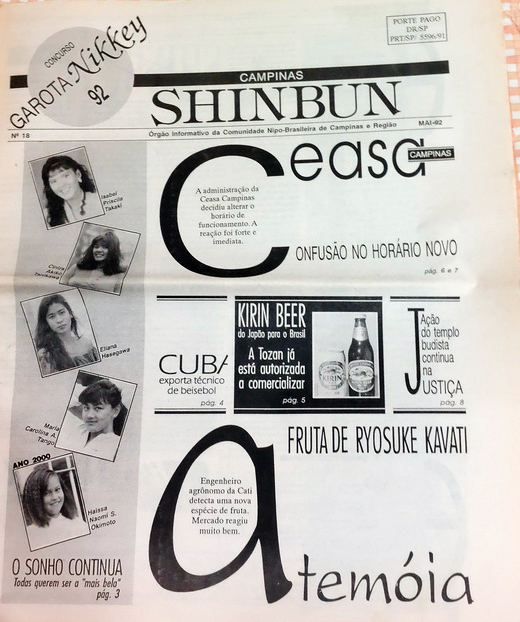 CONCURSO
GAROTA Nikkey
92
PORTE PAGO
DR/SP
PRT/SP/ 5596/91
CAMPINAS
SHINBUN
Nº 18
Órgão informativo da Comunidade Nipo-Brasileira de Campinas e Região
MAI-92
Ceasa
CAMPINAS
A administração da
Ceasa Campinas
decidiu alterar o
horário de
funcionamento. A
reação foi forte e
imediata.
CONFUSÃO NO HORÁRIO NOVO
pág. 6 e 7
Isabel
Priscila
Takaki
Cintia
Akiko
Eliana
Hasegawa
Maria
Carolina A.
Tango
ANO 2000
Haissa
Naomi S.
Okimoto
O SONHO CONTINUA
Todas querem ser a "mais bela"
pág. 3
CUBA
exporta técnico
de beisebol
pág. 4
KIRIN BEER
do Japão para o Brasil
A Tozan já
está autorizada
a comercializar
pág. 5
KIRIN
Ação
do templo
budista
continua
na
JUSTIÇA
pág. 8
FRUTA DE RYOSUKE KAVATI
Engenheiro
agrônomo da Cati
detecta uma nova
espécie de fruta.
Mercado reagiu
muito bem.
atemóia